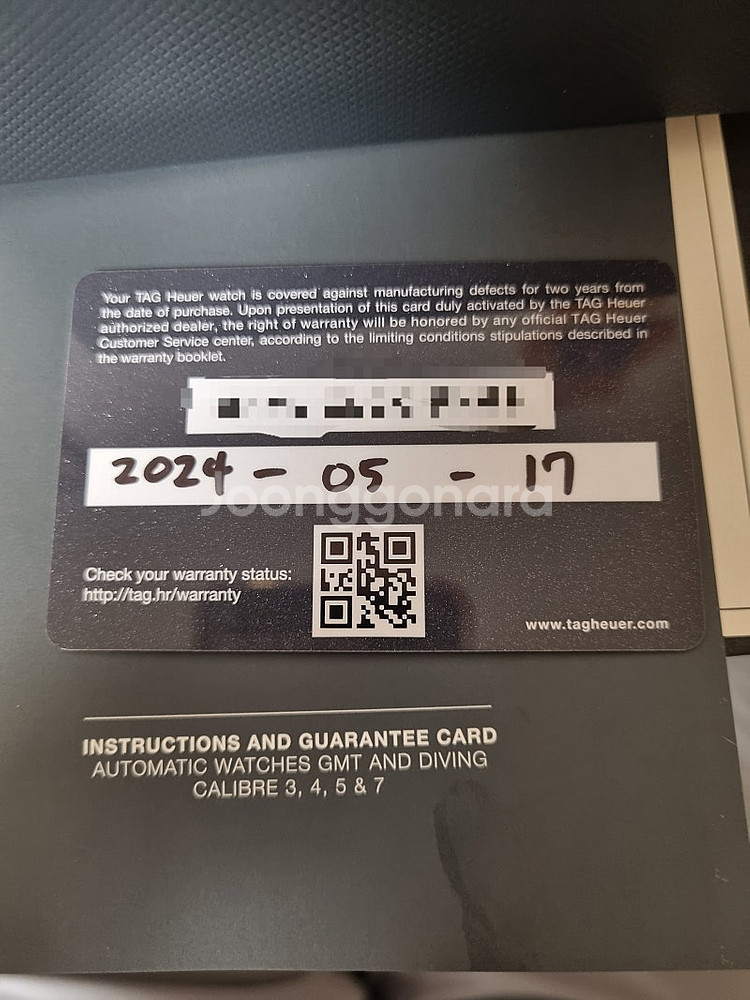 Your TAG Heuer watch is covered against manufacturing defects for two years from
the date of purchase. Upon presentation of this card duly activated by the TAG Heuer
authorized dealer, the right of warranty will be honored by any official TAG Heuer
Customer Service center, according to the limiting conditions stipulations described in
the warranty booklet.
2024 - 05 - 17
Joonggonara
Check your warranty status:
http://tag.hr/warranty
www.tagheuer.com
INSTRUCTIONS AND GUARANTEE CARD
AUTOMATIC WATCHES GMT AND DIVING
CALIBRE 3, 4, 5 & 7